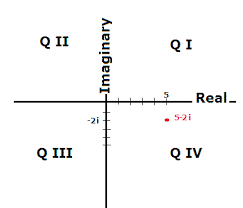 Imaginary
Q II
Q I
5
Real
-2i
5-2i
Q III
Q IV